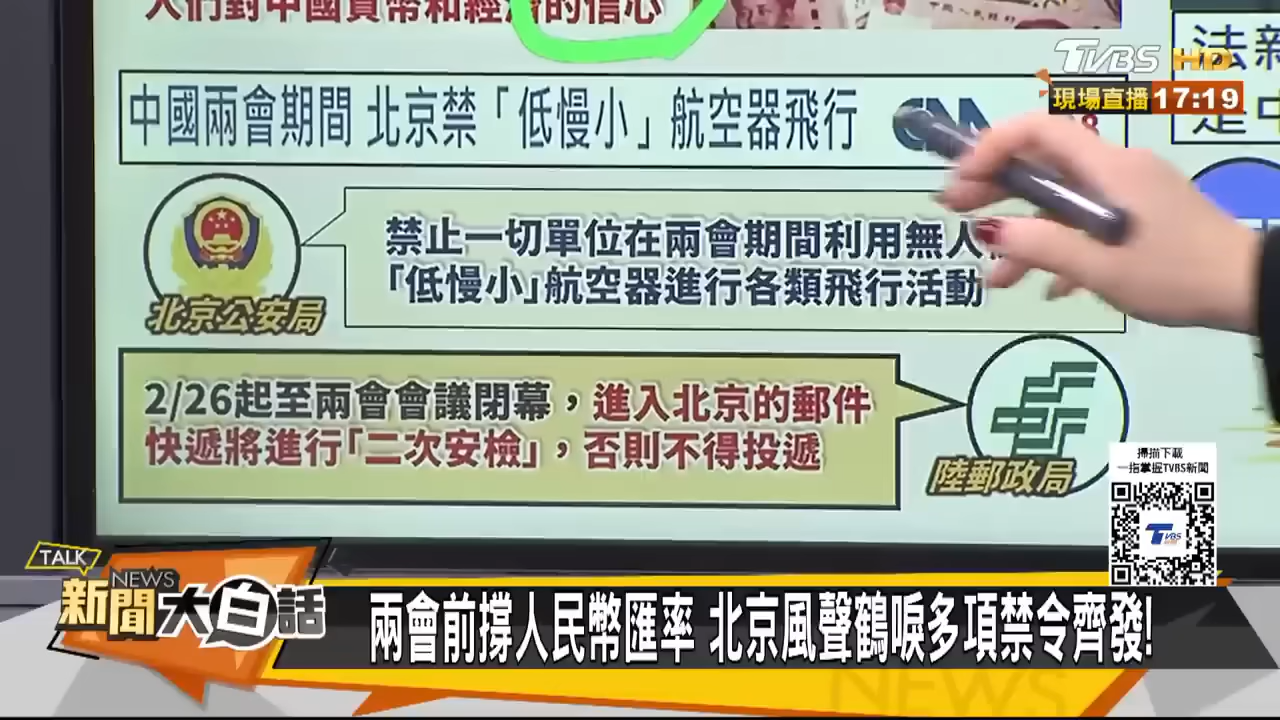 人們對中國貨幣和經濟的信心
法新
TVBS HD
現場直播 17:19
中國兩會期間 北京禁「低慢小」航空器飛行
CNN
是中
禁止一切單位在兩會期間利用無人
「低慢小」航空器進行各類飛行活動
北京公安局
2/26起至兩會會議閉幕，進入北京的郵件
快遞將進行「二次安檢」，否則不得投遞
陸郵政局
掃描下載
一指掌握TVBS新聞
TVBS
TALK
NEWS
新聞大白話
兩會前撐人民幣匯率 北京風聲鶴唳多項禁令齊發!
NEWS